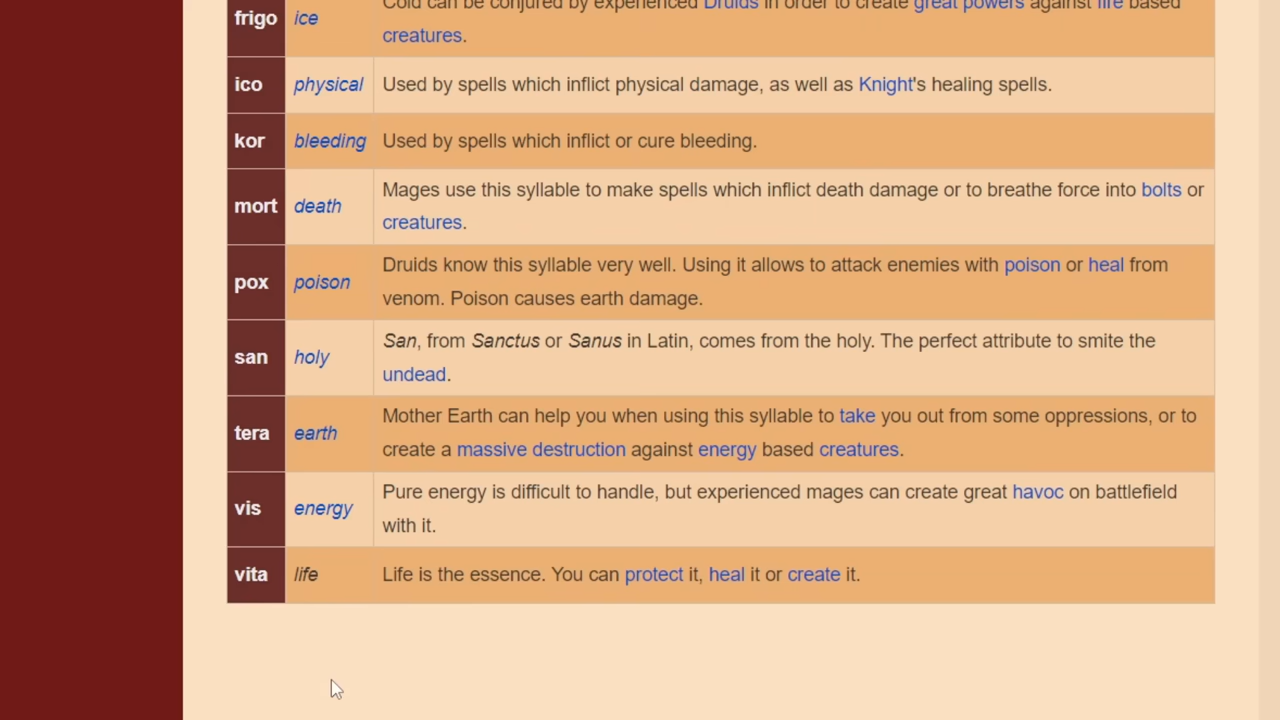 Cold can be conjured by experienced Druids in order to create great powers against fire based
frigo ice
creatures.
ico physical Used by spells which inflict physical damage, as well as Knight's healing spells.
kor bleeding Used by spells which inflict or cure bleeding.
Mages use this syllable to make spells which inflict death damage or to breathe force into bolts or
mort death
creatures.
Druids know this syllable very well. Using it allows to attack enemies with poison or heal from
pox poison
venom. Poison causes earth damage.
San, from Sanctus or Sanus in Latin, comes from the holy. The perfect attribute to smite the
san holy
undead.
Mother Earth can help you when using this syllable to take you out from some oppressions, or to
tera earth
create a massive destruction against energy based creatures.
Pure energy is difficult to handle, but experienced mages can create great havoc on battlefield
vis energy
with it.
vita life Life is the essence. You can protect it, heal it or create it.